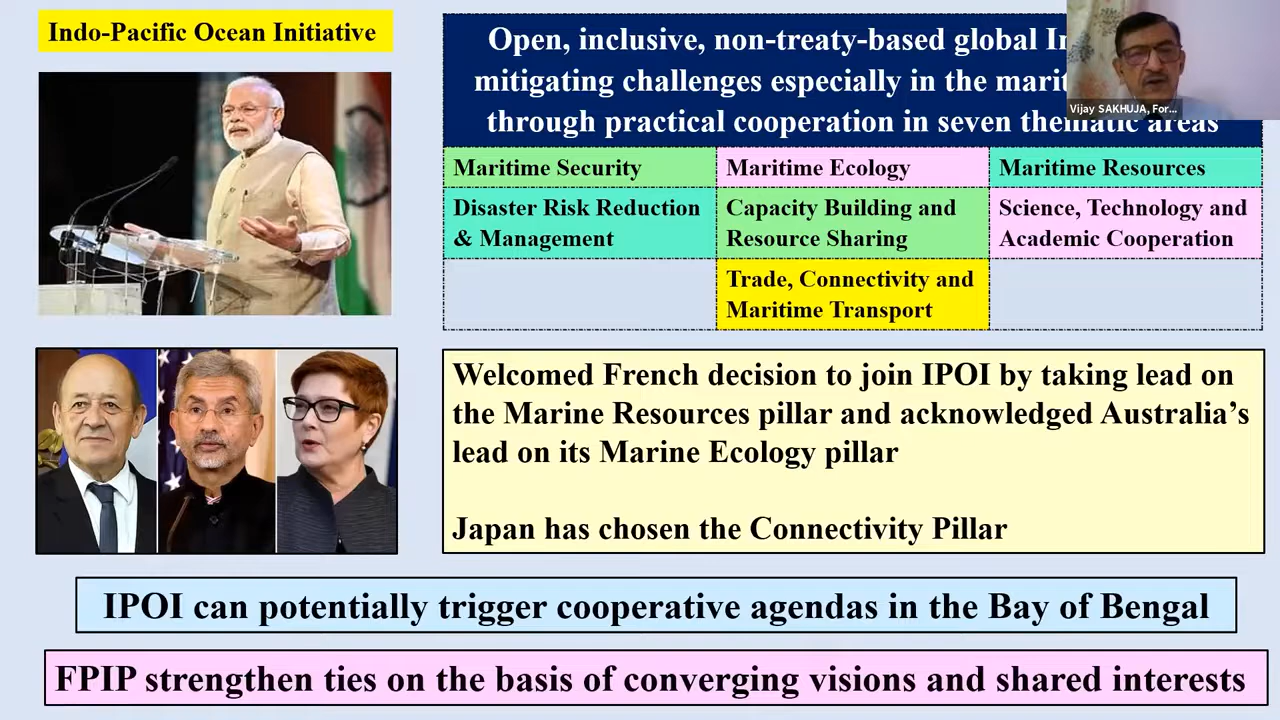 Indo-Pacific Ocean Initiative
Open, inclusive, non-treaty-based global
mitigating challenges especially in the
through practical cooperation in seven thematic areas
Vijay SAKHUJA, For...
Maritime Security
Maritime Ecology
Maritime Resources
Disaster Risk Reduction
& Management
Capacity Building and
Resource Sharing
Science, Technology and
Academic Cooperation
Trade, Connectivity and
Maritime Transport
Welcomed French decision to join IPOI by taking lead on
the Marine Resources pillar and acknowledged Australia’s
lead on its Marine Ecology pillar
Japan has chosen the Connectivity Pillar
IPOI can potentially trigger cooperative agendas in the Bay of Bengal
FPIP strengthen ties on the basis of converging visions and shared interests